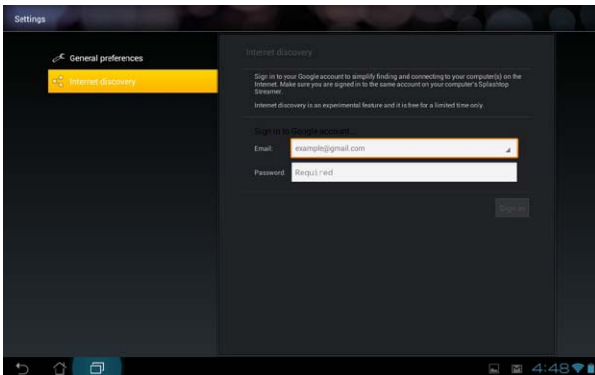 Settings
General preferences
Internet discovery
Internet discovery
Sign in to your Google account to simplify finding and connecting to your computer(s) on the
Internet. Make sure you are signed in to the same account on your computer's Splashtop
Streamer.
Internet discovery is an experimental feature and it is free for a limited time only.
Sign in to Google account...
Email:
example@gmail.com
Password:
Required
Sign in
4:48